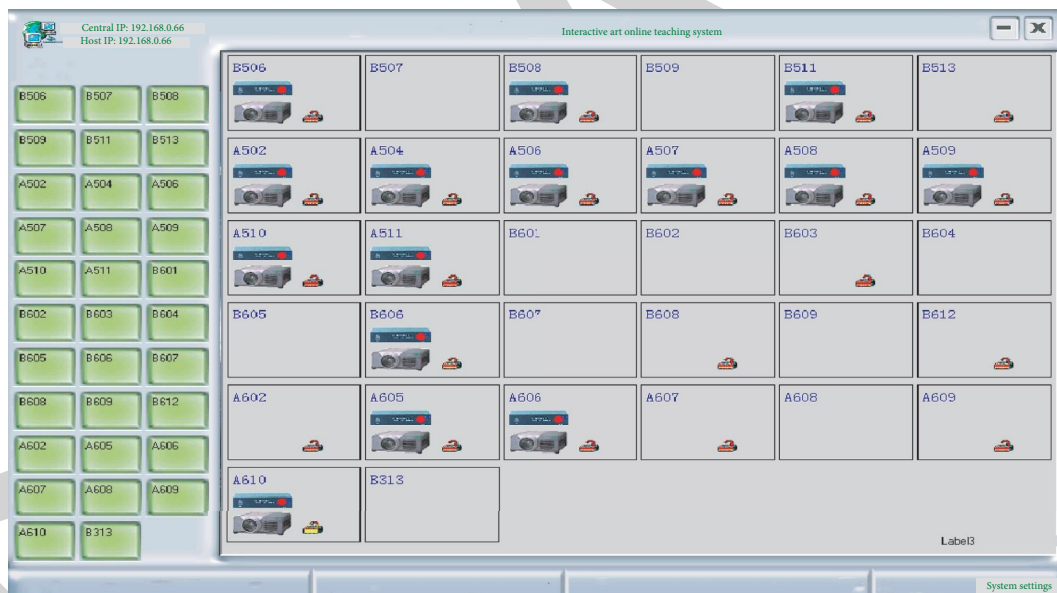 Central IP: 192.168.0.66
Host IP: 192.168.0.66
Interactive art online teaching system
B506 B507 B508
B509 B511 B513
A502 A504 A506
A507 A508 A509
A510 A511 B601
B602 B603 B604
B605 B606 B607
B608 B609 B612
A602 A605 A606
A607 A608 A609
A610 B313
B506 B507 B508 B509 B511 B513
A502 A504 A506 A507 A508 A509
A510 A511 B601 B602 B603 B604
B605 B606 B607 B608 B609 B612
A602 A605 A606 A607 A608 A609
A610 B313
Label3
System settings